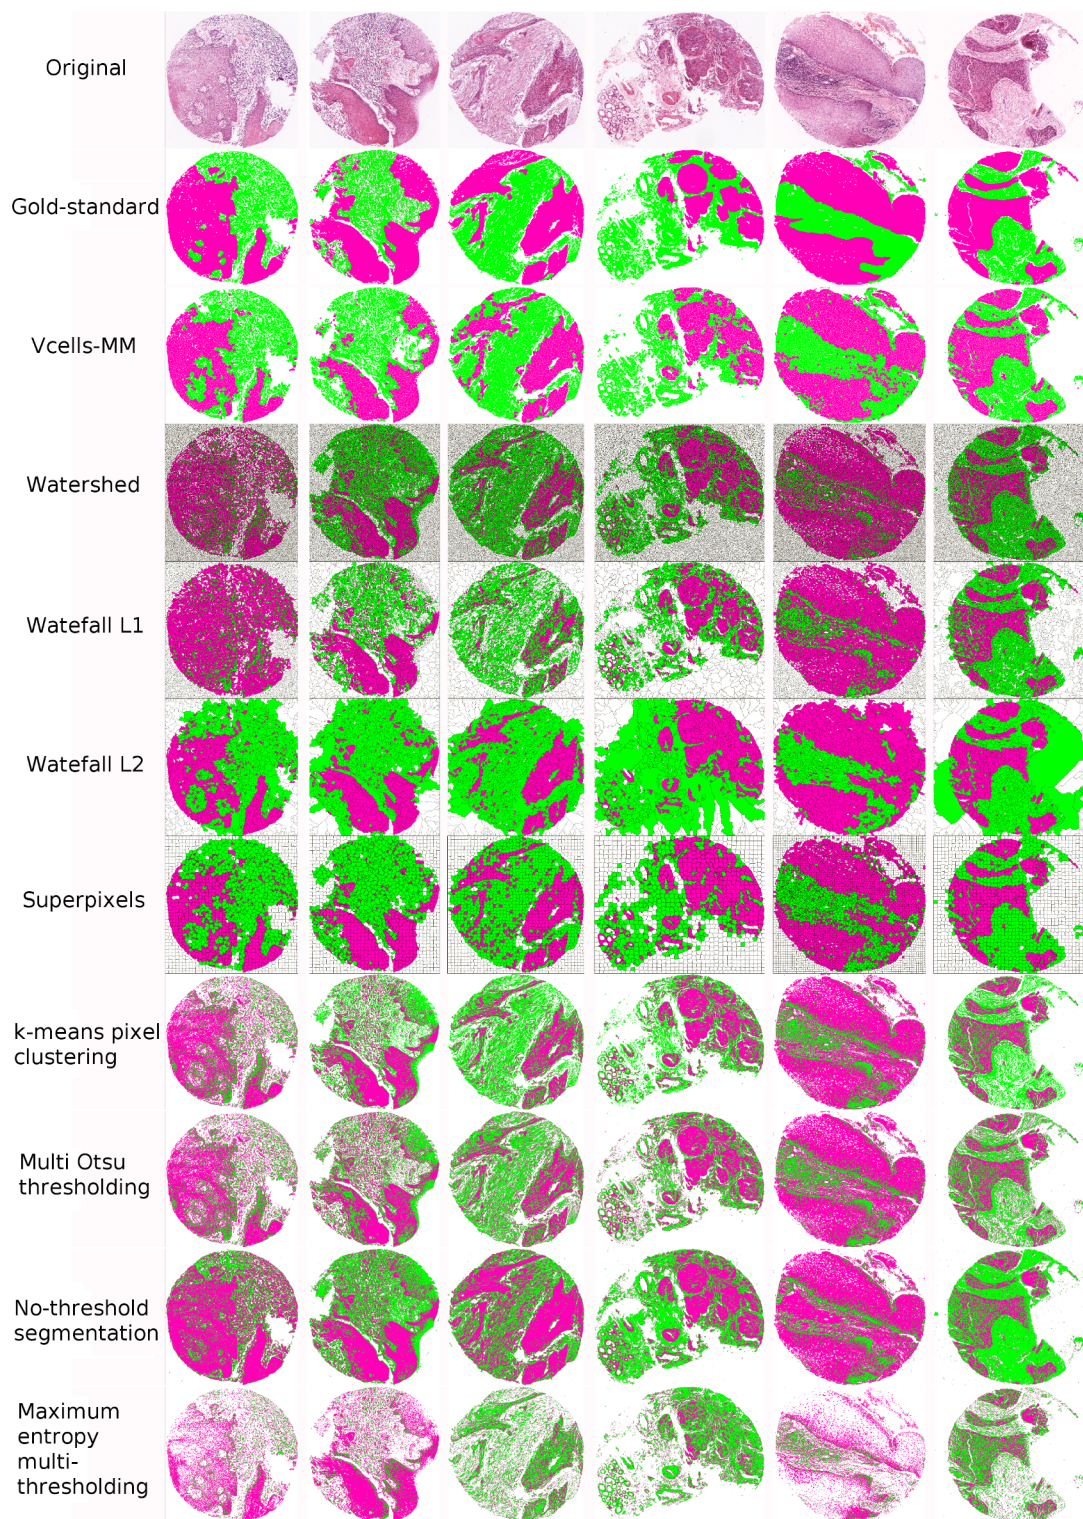 Original
Gold-standard
Vcells-MM
Watershed
Watefall L1
Watefall L2
Superpixels
k-means pixel
clustering
Multi Otsu
thresholding
No-threshold
segmentation
Maximum
entropy
multi-
thresholding